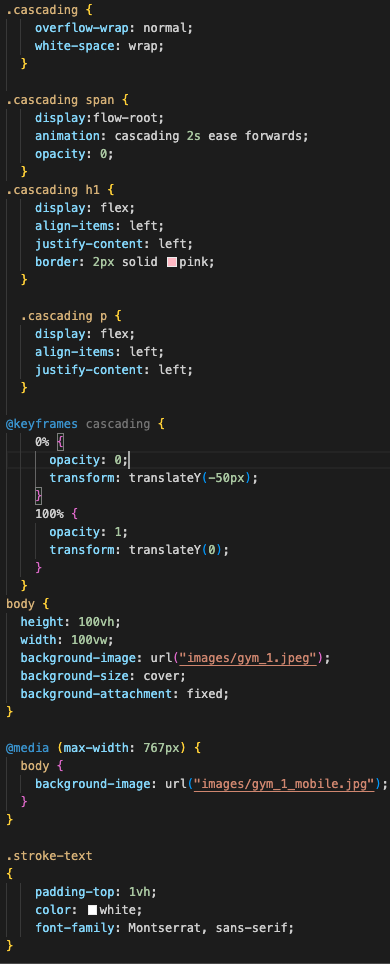 .cascading {
overflow-wrap: normal;
white-space: wrap;
}
.cascading span {
display:flow-root;
animation: cascading 2s ease forwards;
opacity: 0;
}
.cascading h1 {
display: flex;
align-items: left;
justify-content: left;
border: 2px solid pink;
}
.cascading p {
display: flex;
align-items: left;
justify-content: left;
}
@keyframes cascading {
0% {
opacity: 0;
transform: translateY(-50px);
}
100% {
opacity: 1;
transform: translateY(0);
}
}
body {
height: 100vh;
width: 100vw;
background-image: url("images/gym_1.jpeg");
background-size: cover;
background-attachment: fixed;
}
@media (max-width: 767px) {
body {
background-image: url("images/gym_1_mobile.jpg");
}
}
.stroke-text
{
padding-top: 1vh;
color: white;
font-family: Montserrat, sans-serif;
}